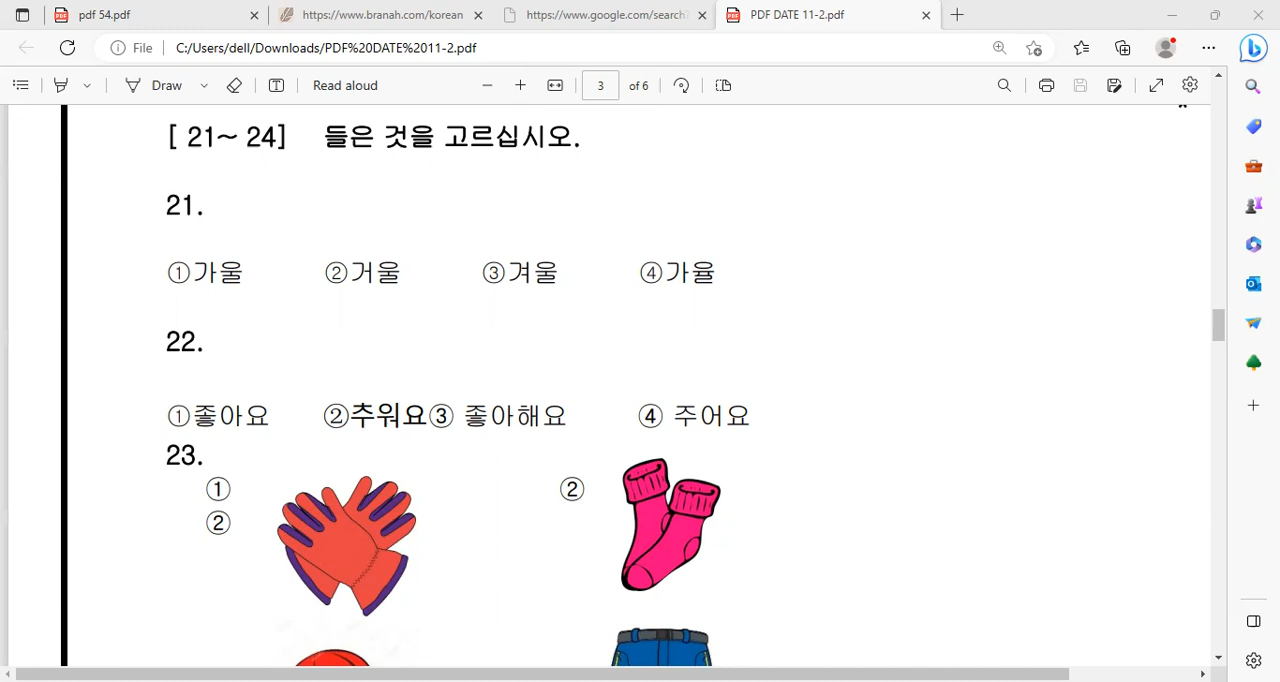 pdf 54.pdf
https://www.branah.com/korean
https://www.google.com/search?
PDF DATE 11-2.pdf
File
C:/Users/dell/Downloads/PDF%20DATE%2011-2.pdf
Draw
Read aloud
3 of 6
[ 21~ 24] 들은 것을 고르십시오.
21.
①가울 ②거울 ③겨울 ④가율
22.
①좋아요 ②추워요③ 좋아해요 ④ 주어요
23.
① ②
②